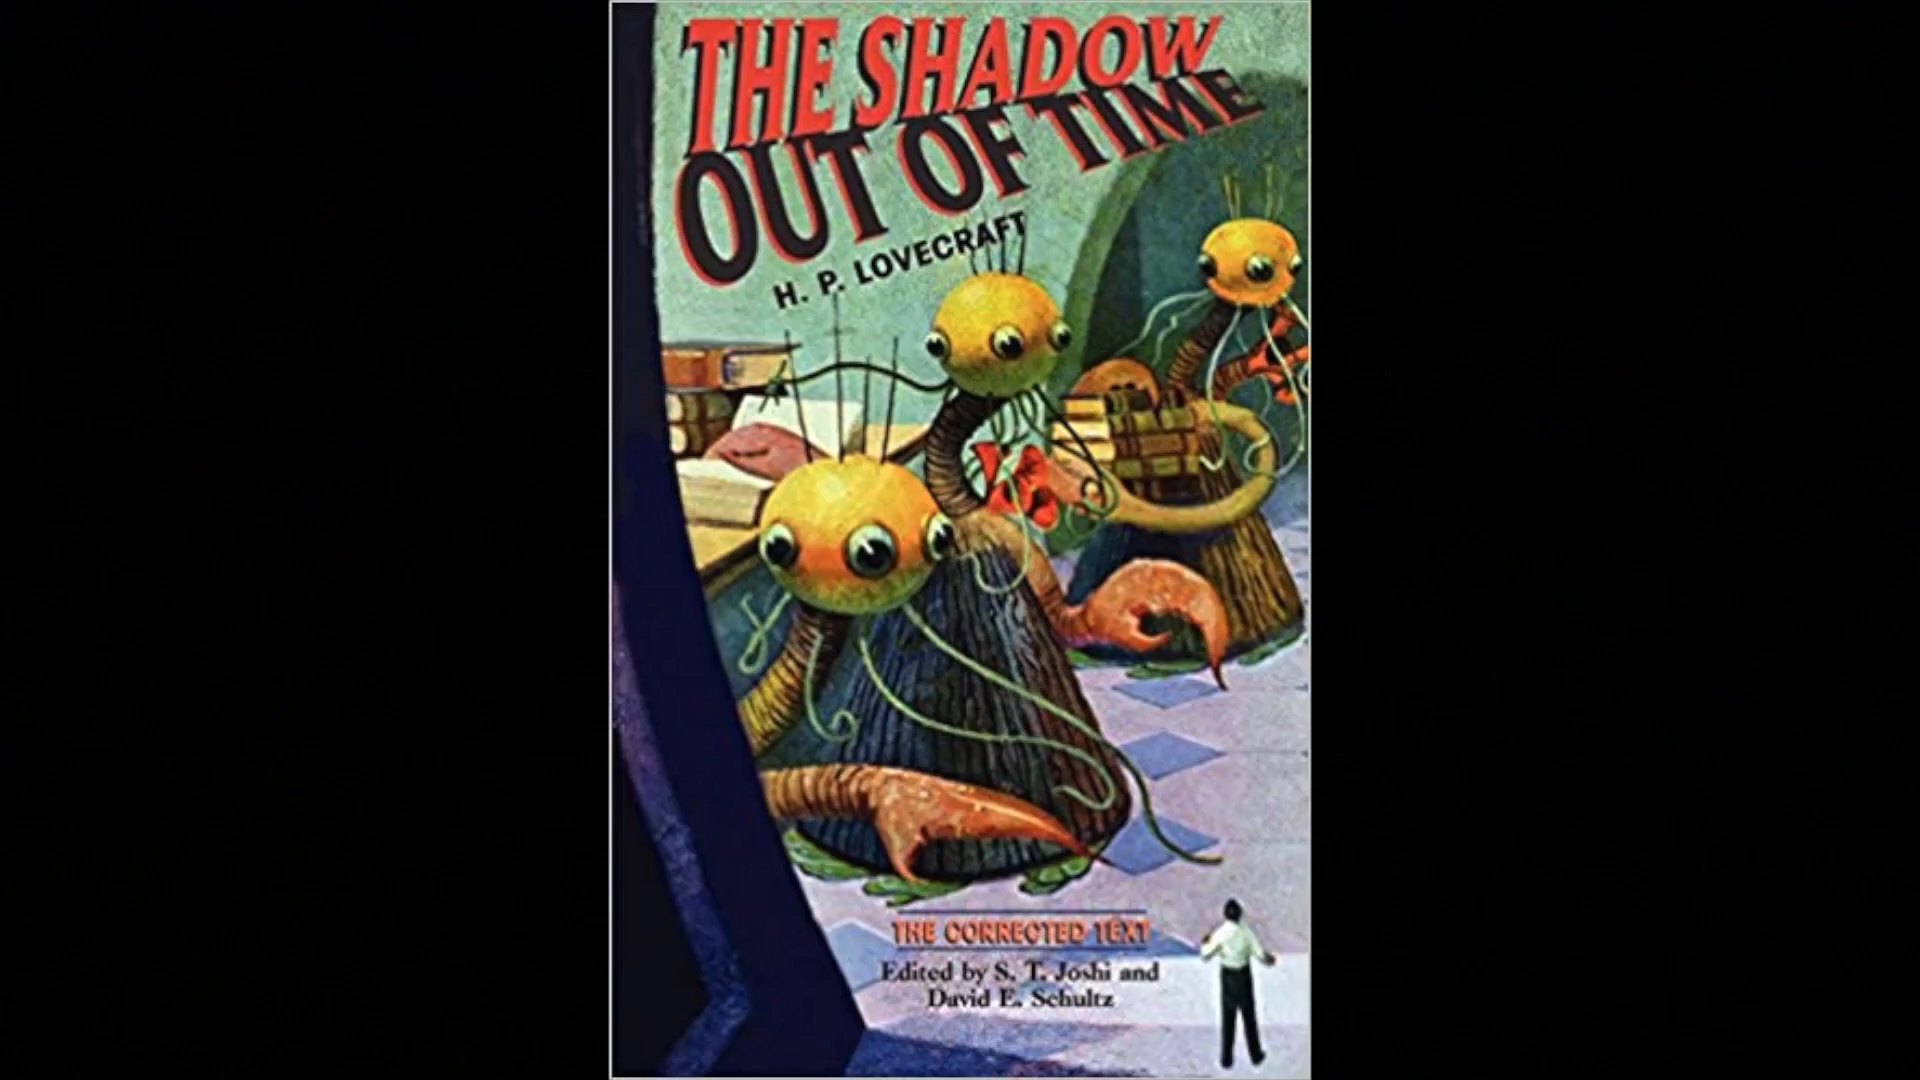 THE SHADOW
OUT OF TIME
H. P. LOVECRAFT
THE CORRECTED TEXT
Edited by S. T. Joshi and
David E. Schultz